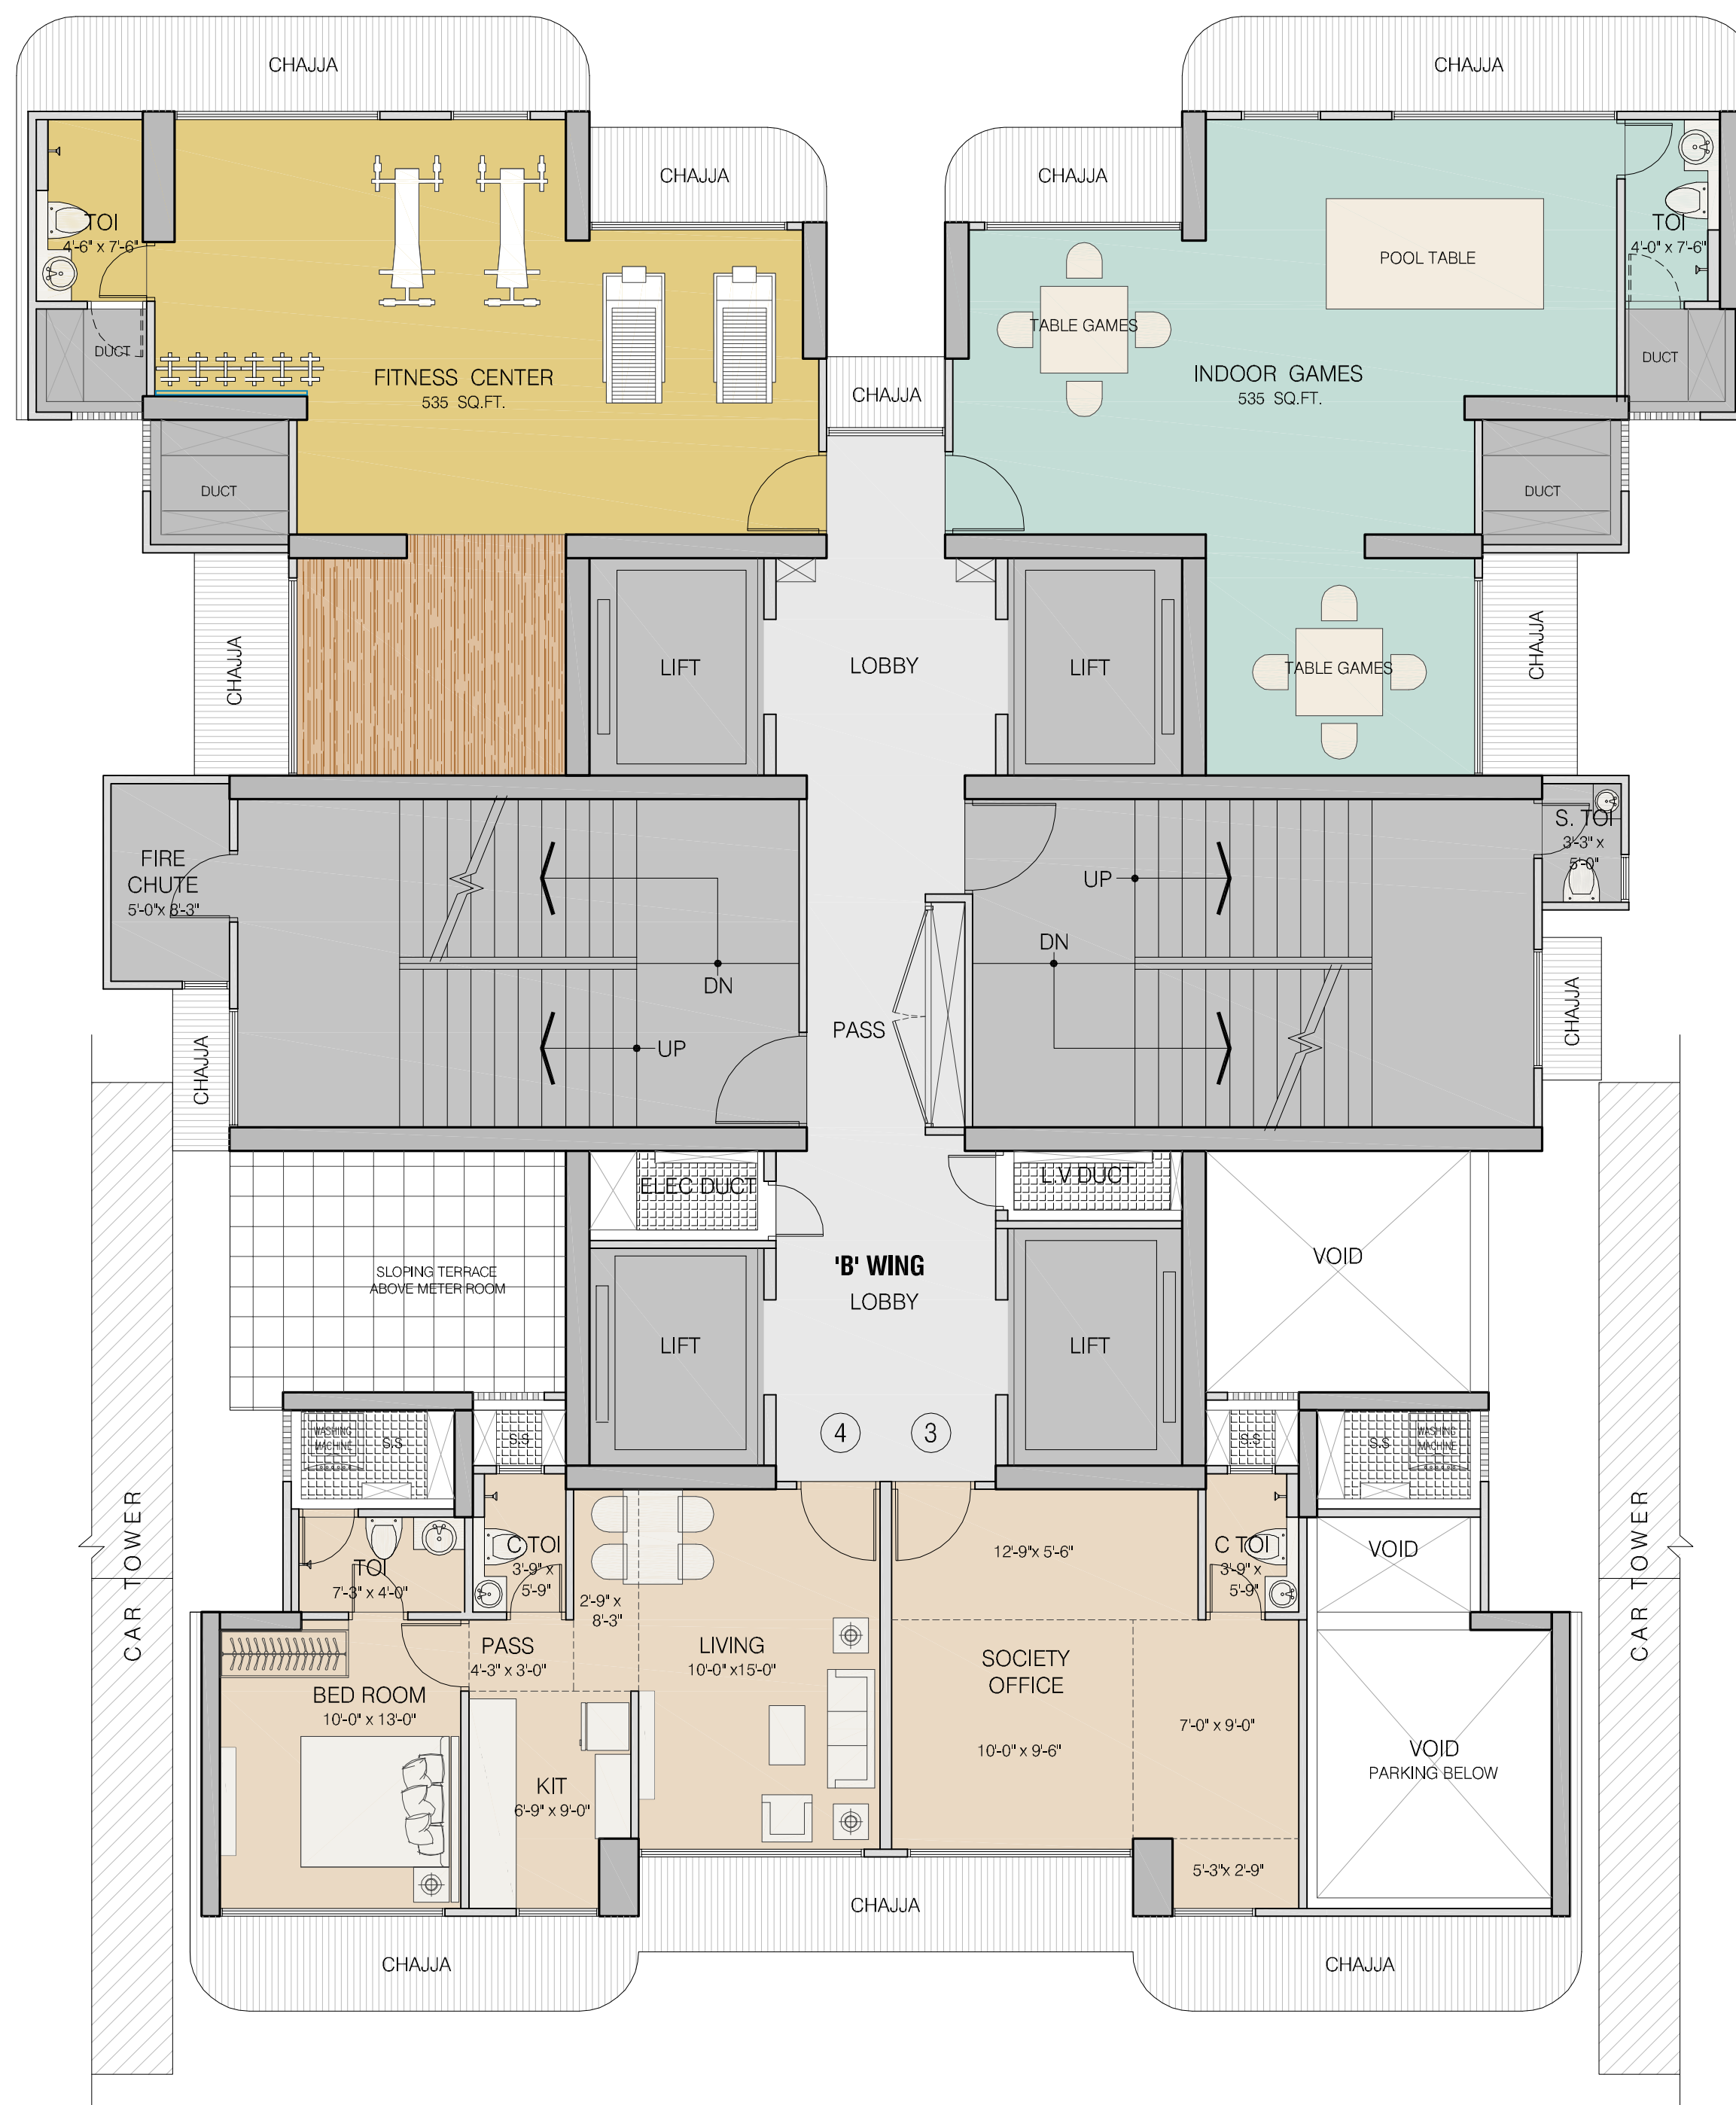 CHAJJA
CHAJJA
CHAJJA
CHAJJA
TOI
4'-6" x 7'-6"
TOI
4'-0" x 7'-6"
POOL TABLE
TABLE GAMES
DUCT
DUCT
FITNESS CENTER
535 SQ.FT.
CHAJJA
INDOOR GAMES
535 SQ.FT.
DUCT
DUCT
CHAJJA
LIFT
LOBBY
LIFT
TABLE GAMES
CHAJJA
FIRE
CHUTE
5'-0"x 8'-3"
S. TOI
3'-3" x
5'-0"
UP
DN
DN
PASS
UP
CHAJJA
CHAJJA
ELEC DUCT
L.V DUCT
SLOPING TERRACE
ABOVE METER ROOM
'B' WING
LOBBY
VOID
LIFT
LIFT
4
3
WASHING
MACHINE
S.S
S.S
S.S
S.S
WASHING
MACHINE
CAR TOWER
CAR TOWER
TOI
7'-3" x 4'-0"
C TOI
3'-9" x
5'-9"
2'-9" x
8'-3"
12'-9"x 5'-6"
C TOI
3'-9" x
5'-9"
VOID
PASS
4'-3" x 3'-0"
LIVING
10'-0" x15'-0"
SOCIETY
OFFICE
BED ROOM
10'-0" x 13'-0"
7'-0" x 9'-0"
10'-0" x 9'-6"
VOID
PARKING BELOW
KIT
6'-9" x 9'-0"
5'-3"x 2'-9"
CHAJJA
CHAJJA
CHAJJA